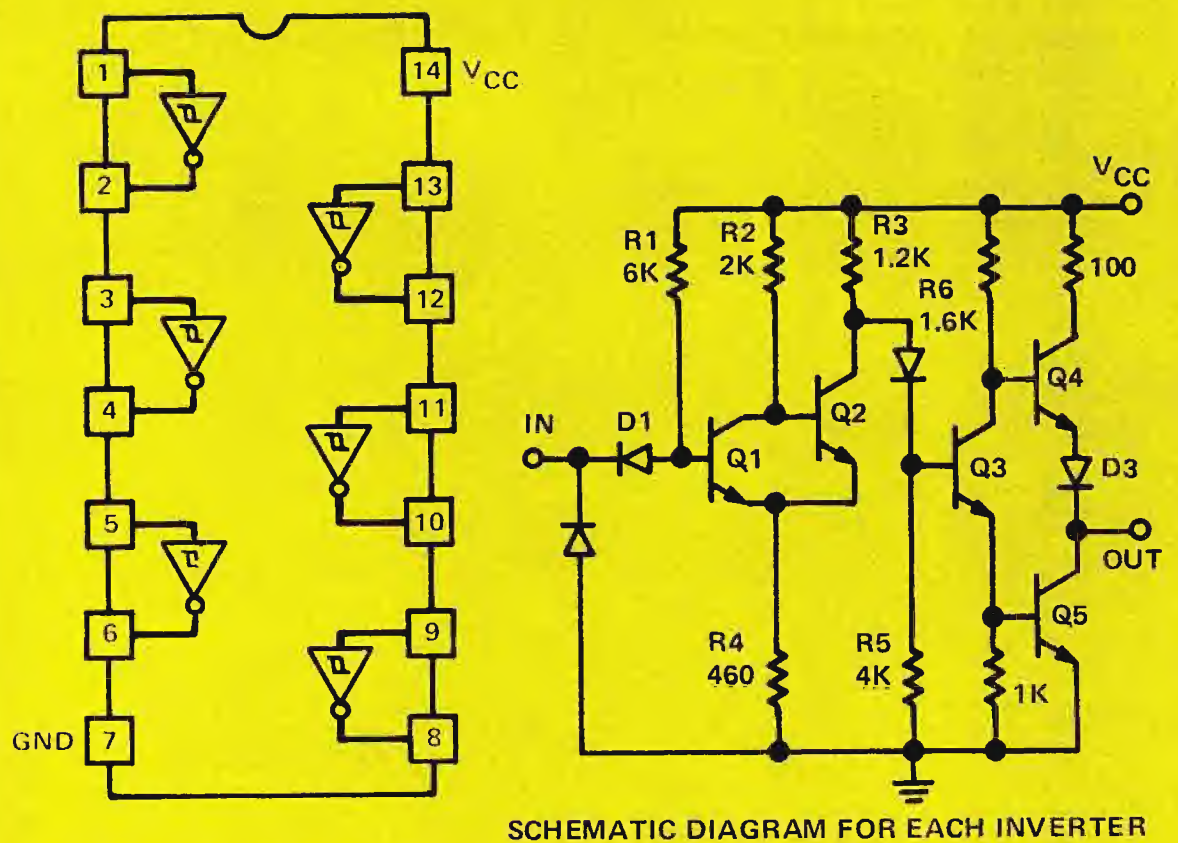 1
14 VCC
2
13
3
12
4
11
5
10
6
9
GND 7
8
VCC
R1
6K
R2
2K
R3
1.2K
R6
1.6K
100
IN
D1
Q1
Q2
Q3
Q4
D3
OUT
Q5
R4
460
R5
4K
1K
SCHEMATIC DIAGRAM FOR EACH INVERTER